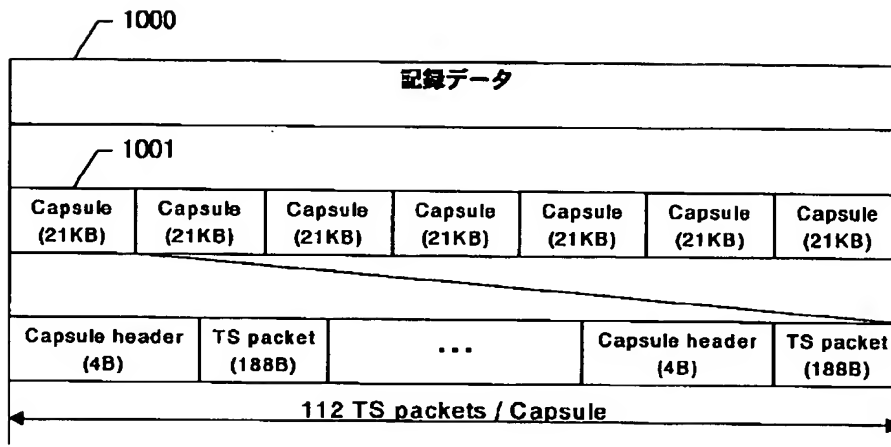 1000
記録データ
1001
Capsule
(21KB)
Capsule
(21KB)
Capsule
(21KB)
Capsule
(21KB)
Capsule
(21KB)
Capsule
(21KB)
Capsule
(21KB)
Capsule header
(4B)
TS packet
(188B)
...
Capsule header
(4B)
TS packet
(188B)
112 TS packets / Capsule